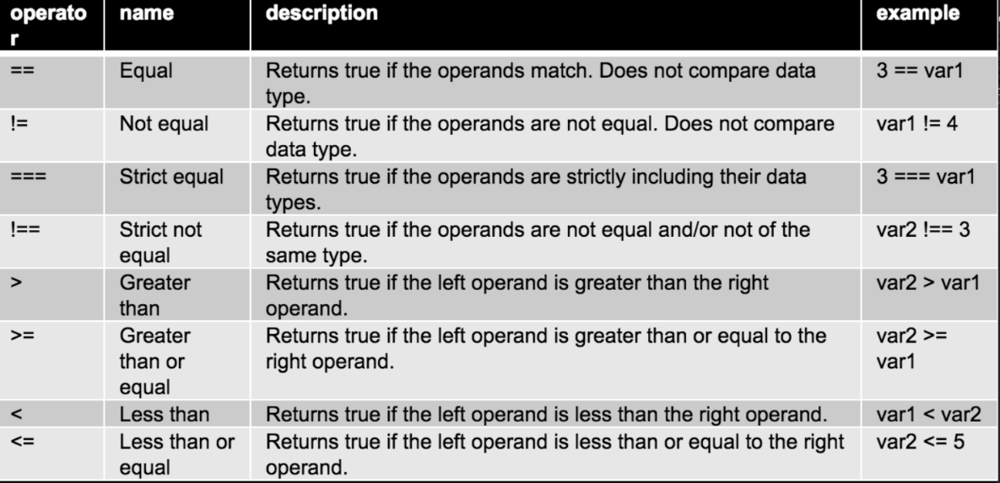 operato name description example
r
== Equal Returns true if the operands match. Does not compare data 3 == var1
type.
!= Not equal Returns true if the operands are not equal. Does not compare var1 != 4
data type.
=== Strict equal Returns true if the operands are strictly including their data 3 === var1
types.
!== Strict not Returns true if the operands are not equal and/or not of the var2 !== 3
equal same type.
> Greater Returns true if the left operand is greater than the right var2 > var1
than operand.
>= Greater Returns true if the left operand is greater than or equal to the var2 >=
than or right operand. var1
equal
< Less than Returns true if the left operand is less than the right operand. var1 < var2
<= Less than or Returns true if the left operand is less than or equal to the right var2 <= 5
equal operand.